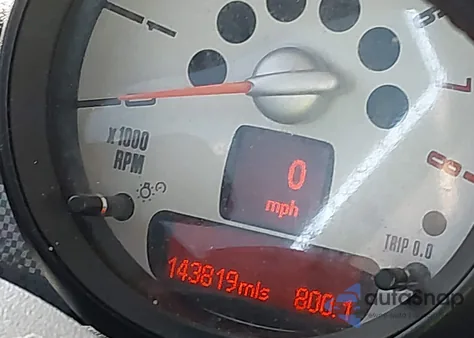 x1000
RPM
0
mph
TRIP 0.0
143819mls 800.1
autosnap